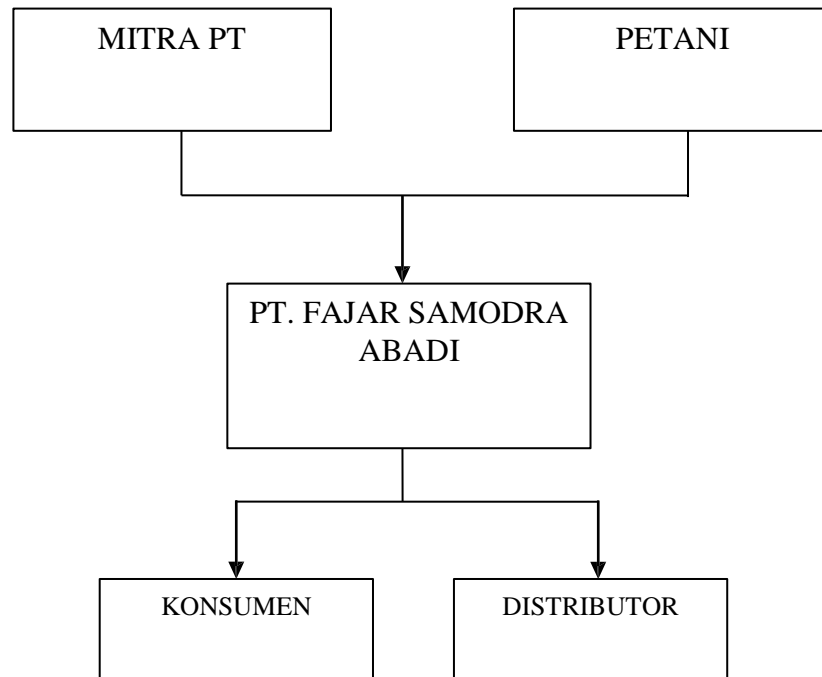 MITRA PT
PETANI
PT. FAJAR SAMODRA
ABADI
KONSUMEN
DISTRIBUTOR